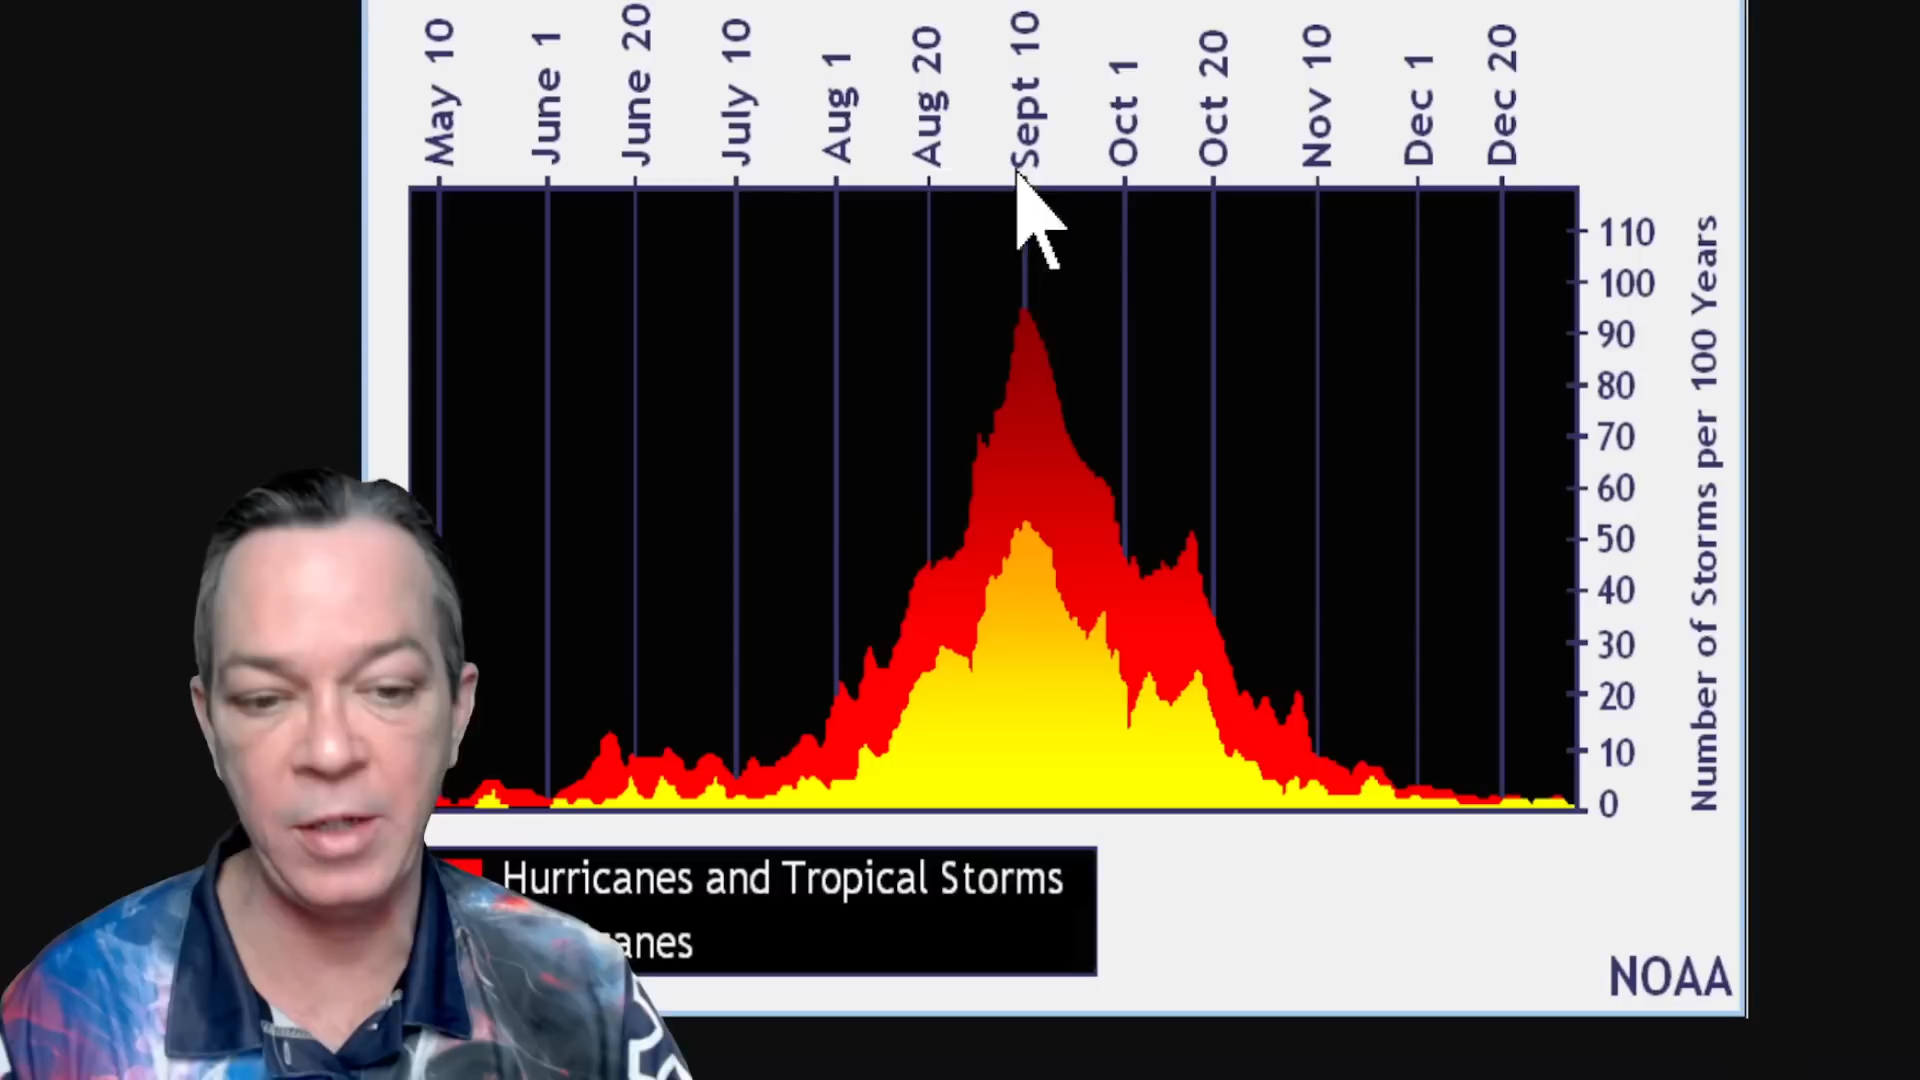 May 10
June 1
June 20
July 10
Aug 1
Aug 20
Sept 10
Oct 1
Oct 20
Nov 10
Dec 1
Dec 20
110
100
90
80
70
60
50
40
30
20
10
0
Number of Storms per 100 Years
Hurricanes and Tropical Storms
canes
NOAA